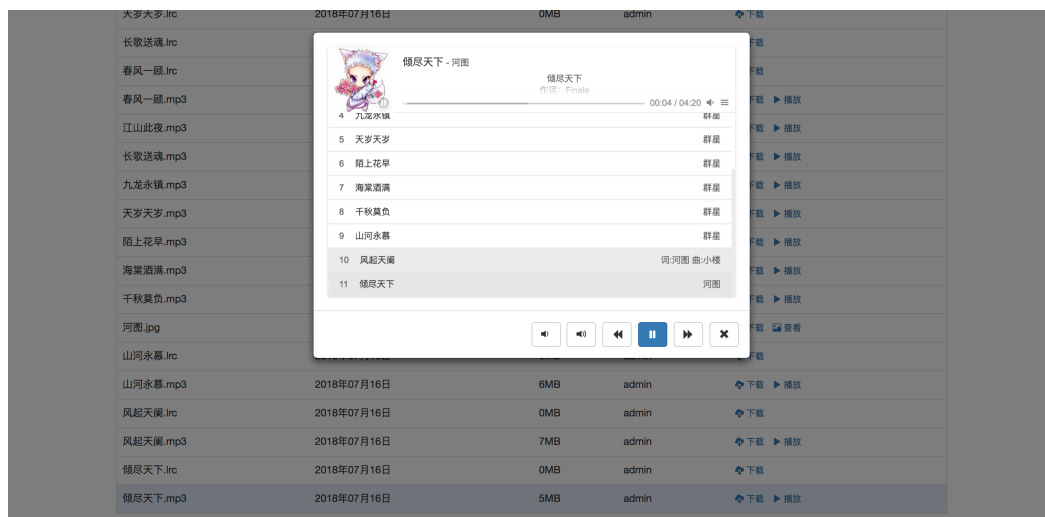 天岁天岁.lrc 2018年07月16日 0MB admin 下载
长歌送魂.lrc 下载
春风一顾.lrc 下载
春风一顾.mp3 下载 播放
江山此夜.mp3 下载 播放
长歌送魂.mp3 下载 播放
九龙永镇.mp3 下载 播放
天岁天岁.mp3 下载 播放
陌上花早.mp3 下载 播放
海棠酒满.mp3 下载 播放
千秋莫负.mp3 下载 播放
河图.jpg 下载 查看
山河永慕.lrc 下载
山河永慕.mp3 2018年07月16日 6MB admin 下载 播放
风起天阑.lrc 2018年07月16日 0MB admin 下载
风起天阑.mp3 2018年07月16日 7MB admin 下载 播放
倾尽天下.lrc 2018年07月16日 0MB admin 下载
倾尽天下.mp3 2018年07月16日 5MB admin 下载 播放
倾尽天下 - 河图
倾尽天下
作词：Finale
00:04 / 04:20
4 九龙永镇 群星
5 天岁天岁 群星
6 陌上花早 群星
7 海棠酒满 群星
8 千秋莫负 群星
9 山河永慕 群星
10 风起天阑 词:河图 曲:小楼
11 倾尽天下 河图